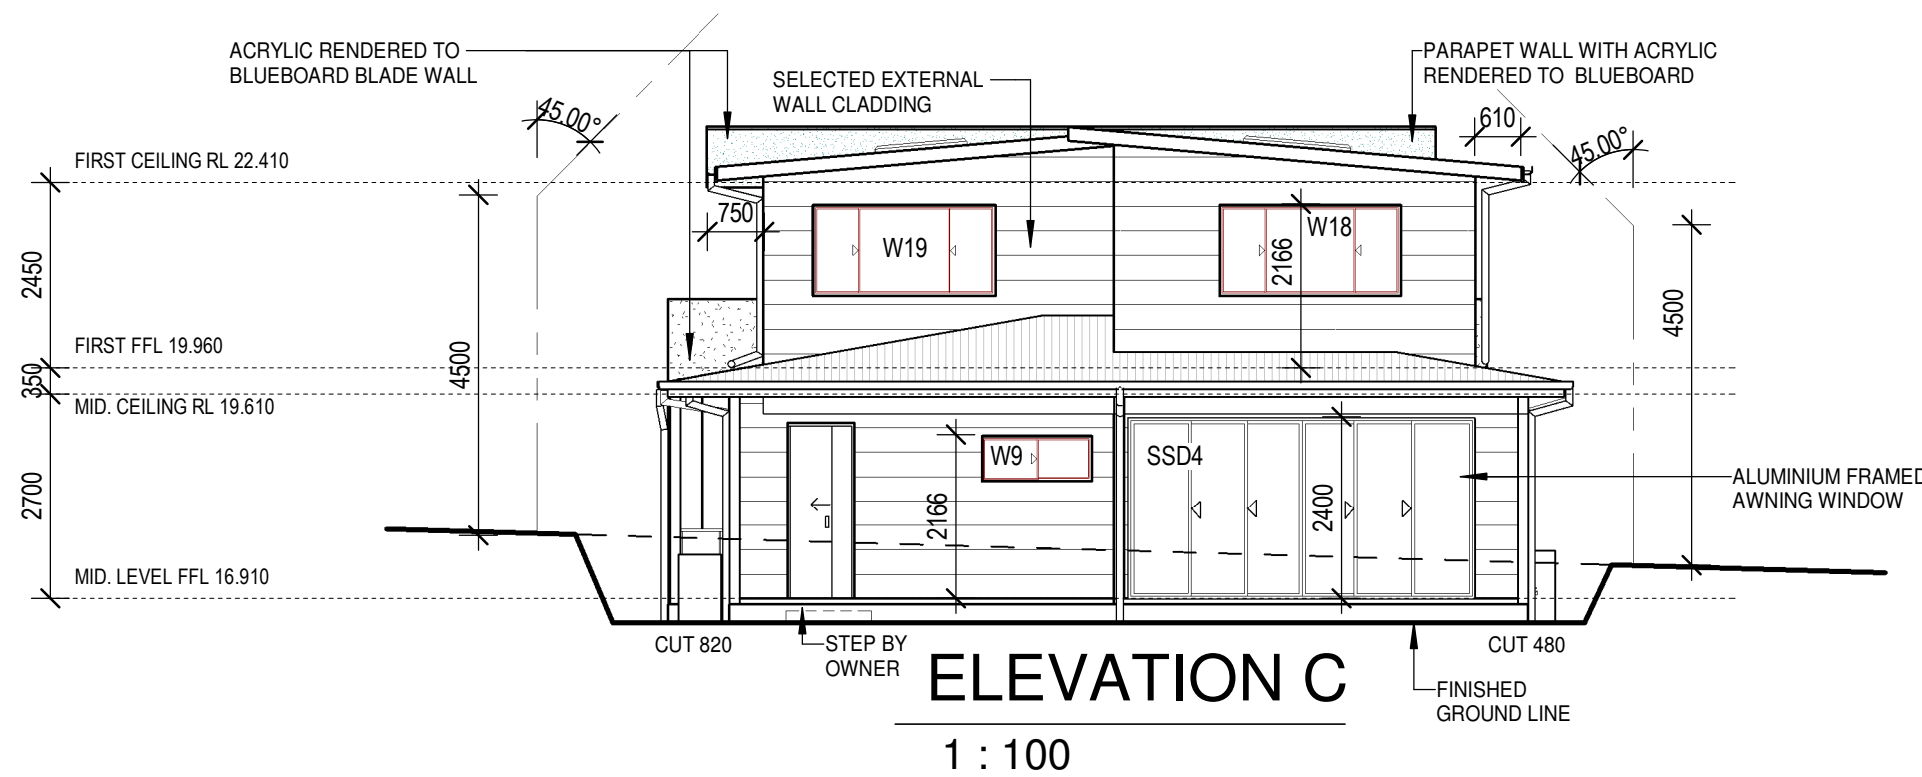 ACRYLIC RENDERED TO
BLUEBOARD BLADE WALL
SELECTED EXTERNAL
WALL CLADDING
PARAPET WALL WITH ACRYLIC
RENDERED TO BLUEBOARD
45.00°
610
45.00°
FIRST CEILING RL 22.410
750
W19
W18
2166
2450
4500
4500
FIRST FFL 19.960
350
MID. CEILING RL 19.610
W9
SSD4
2700
2166
2400
ALUMINIUM FRAMED
AWNING WINDOW
MID. LEVEL FFL 16.910
CUT 820
STEP BY
OWNER
CUT 480
FINISHED
GROUND LINE
ELEVATION C
1 : 100